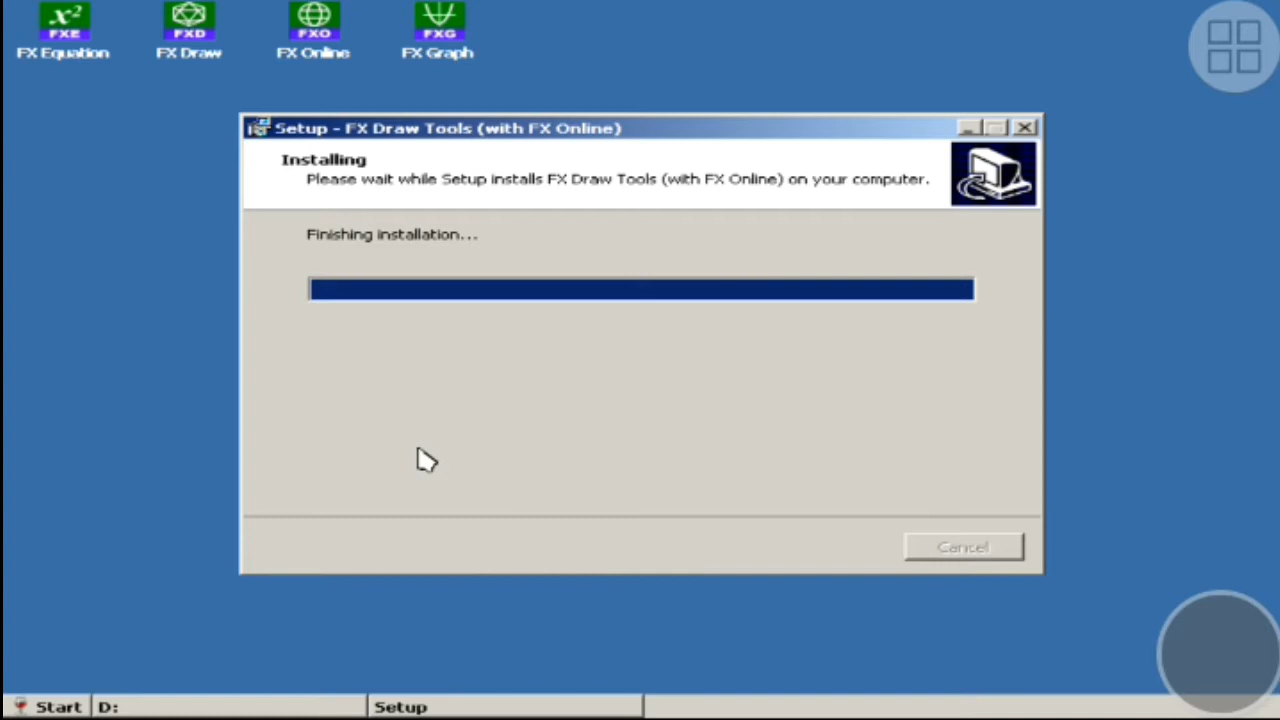 x² FXE FXD FXO FXG
FX Equation FX Draw FX Online FX Graph
Setup - FX Draw Tools (with FX Online)
Installing
Please wait while Setup installs FX Draw Tools (with FX Online) on your computer.
Finishing installation...
Cancel
Start D: Setup